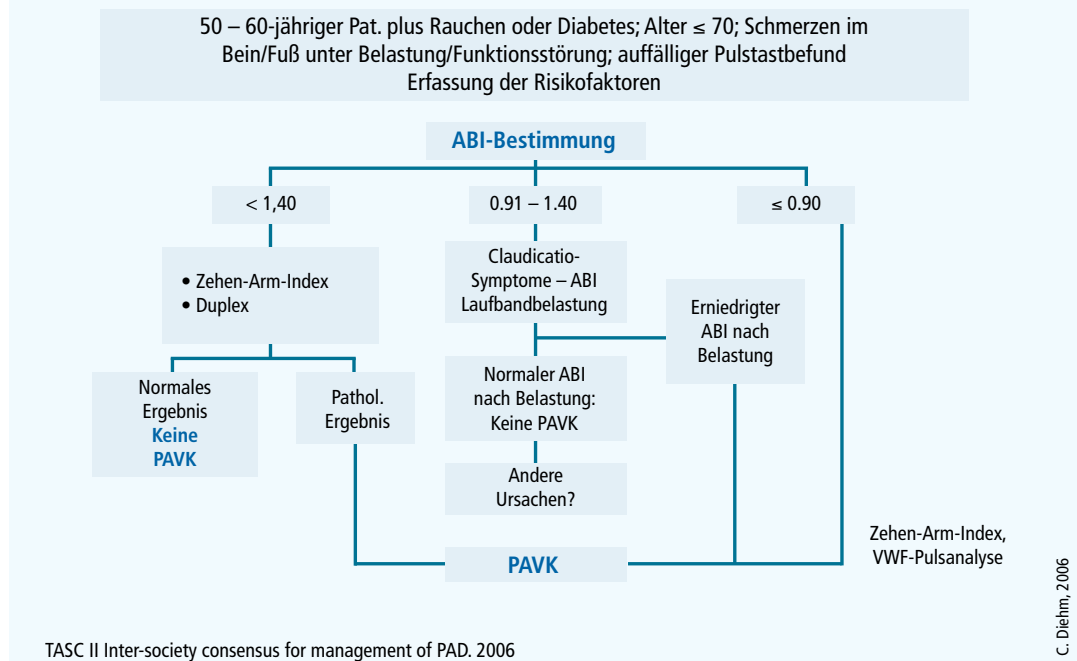 50 – 60-jähriger Pat. plus Rauchen oder Diabetes; Alter ≤ 70; Schmerzen im
Bein/Fuß unter Belastung/Funktionsstörung; auffälliger Pulstastbefund
Erfassung der Risikofaktoren
ABI-Bestimmung
< 1,40
0.91 – 1.40
≤ 0.90
• Zehen-Arm-Index
• Duplex
Claudicatio-
Symptome – ABI
Laufbandbelastung
Erniedrigter
ABI nach
Belastung
Normales
Ergebnis
Keine
PAVK
Pathol.
Ergebnis
Normaler ABI
nach Belastung:
Keine PAVK
Andere
Ursachen?
PAVK
Zehen-Arm-Index,
VWF-Pulsanalyse
C. Diehm, 2006
TASC II Inter-society consensus for management of PAD. 2006